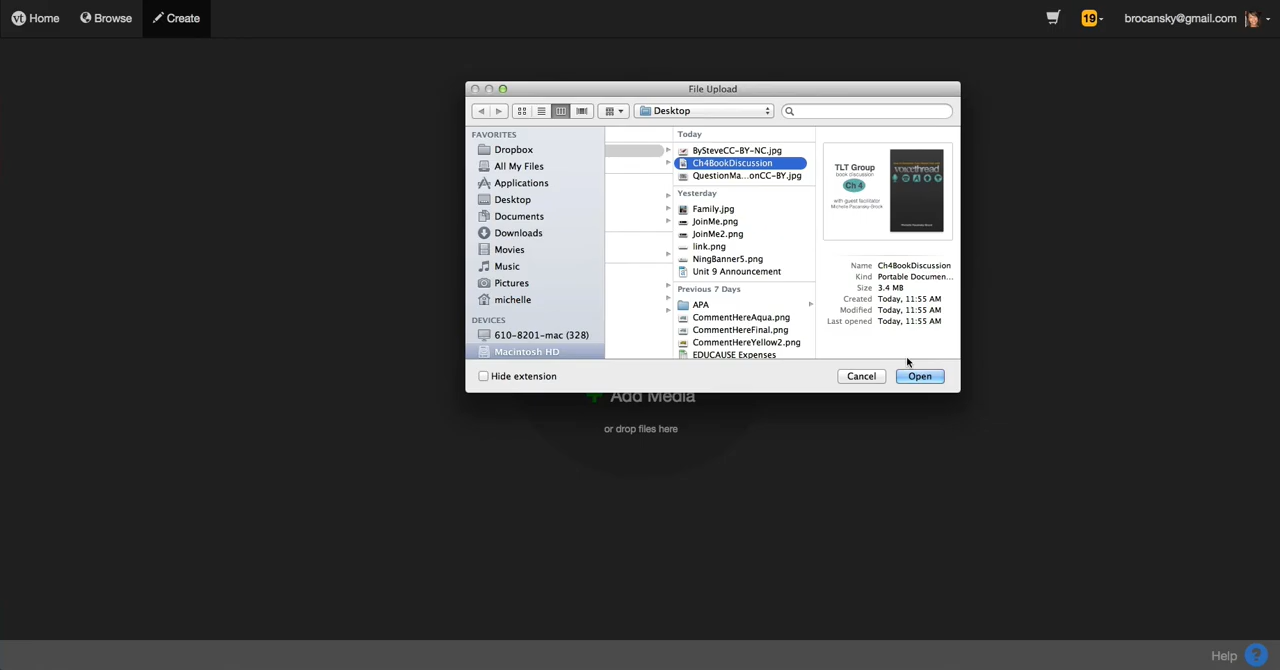 vt Home Browse Create 19 brocansky@gmail.com
File Upload
Desktop
FAVORITES
Dropbox
All My Files
Applications
Desktop
Documents
Downloads
Movies
Music
Pictures
michelle
DEVICES
610-8201-mac (328)
Macintosh HD
Today
BySteveCC-BY-NC.jpg
Ch4BookDiscussion
QuestionMa...onCC-BY.jpg
Yesterday
Family.jpg
JoinMe.png
JoinMe2.png
link.png
NingBanner5.png
Unit 9 Announcement
Previous 7 Days
APA
CommentHereAqua.png
CommentHereFinal.png
CommentHereYellow2.png
EDUCAUSE Expenses
TLT Group
book discussion
Ch 4
with guest facilitator
Michelle Pacansky-Brock
voicethread
Name Ch4BookDiscussion
Kind Portable Documen...
Size 3.4 MB
Created Today, 11:55 AM
Modified Today, 11:55 AM
Last opened Today, 11:55 AM
Hide extension
Cancel Open
Add Media
or drop files here
Help ?